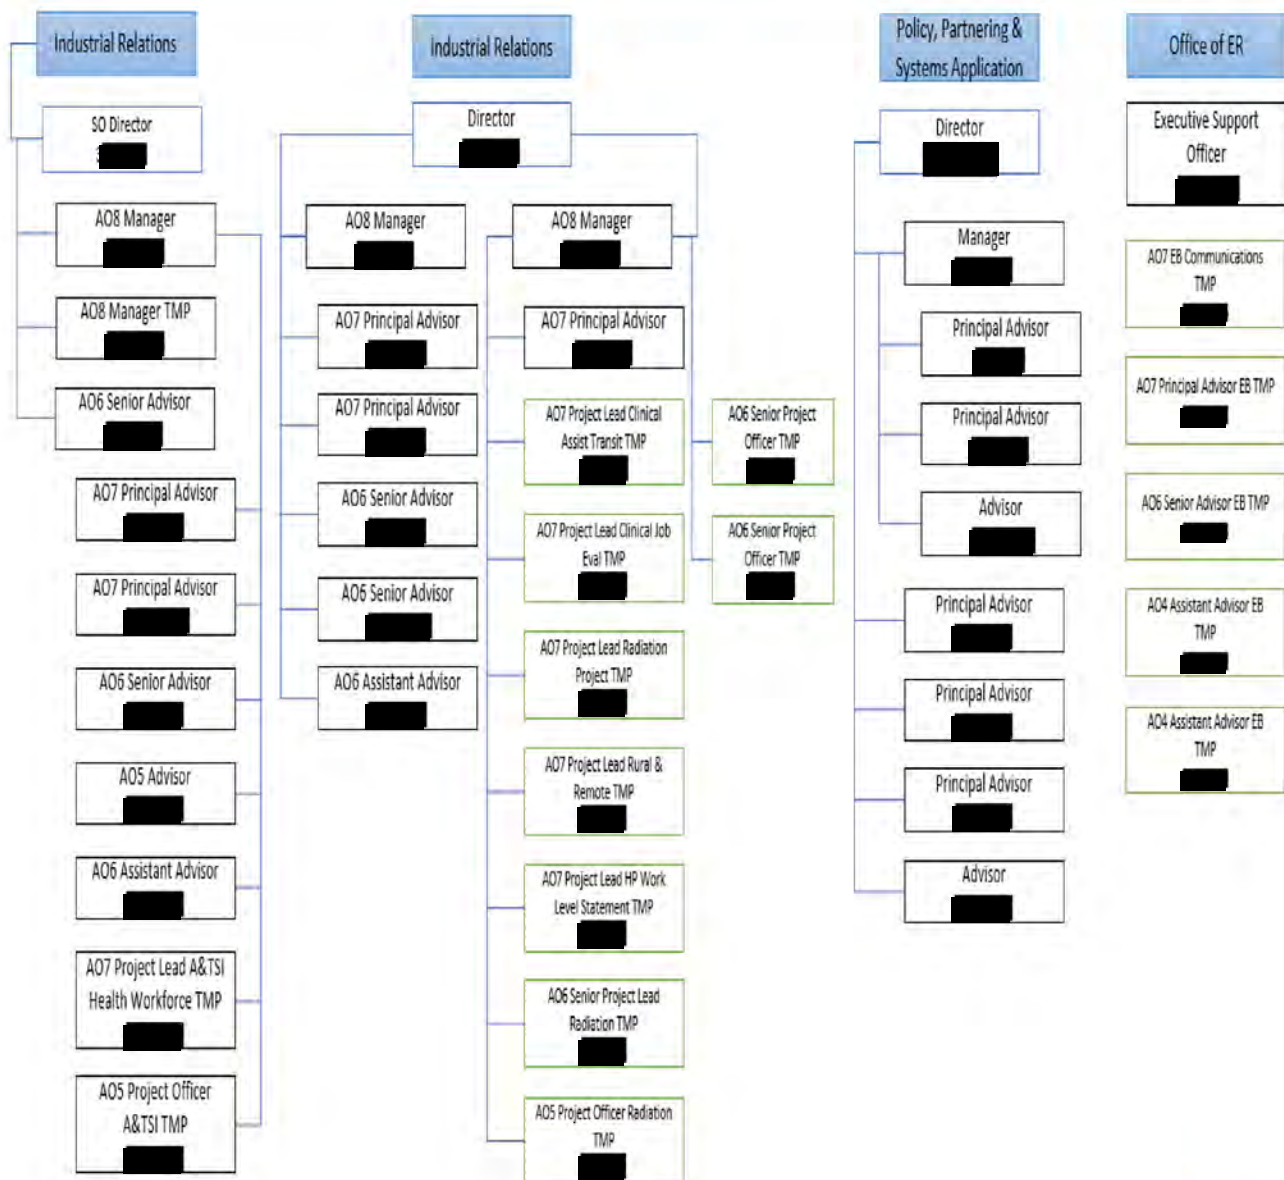 Industrial Relations
SO Director
AO8 Manager
AO8 Manager TMP
AO6 Senior Advisor
AO7 Principal Advisor
AO7 Principal Advisor
AO6 Senior Advisor
AO5 Advisor
AO6 Assistant Advisor
AO7 Project Lead A&TSI
Health Workforce TMP
AO5 Project Officer
A&TSI TMP
Industrial Relations
Director
AO8 Manager
AO7 Principal Advisor
AO7 Principal Advisor
AO6 Senior Advisor
AO6 Senior Advisor
AO6 Assistant Advisor
AO8 Manager
AO7 Principal Advisor
AO7 Project Lead Clinical
Assist Transit TMP
AO7 Project Lead Clinical Job
Eval TMP
AO7 Project Lead Radiation
Project TMP
AO7 Project Lead Rural &
Remote TMP
AO7 Project Lead HP Work
Level Statement TMP
AO6 Senior Project Lead
Radiation TMP
AO5 Project Officer Radiation
TMP
AO6 Senior Project
Officer TMP
AO6 Senior Project
Officer TMP
Policy, Partnering &
Systems Application
Director
Manager
Principal Advisor
Principal Advisor
Advisor
Principal Advisor
Principal Advisor
Principal Advisor
Advisor
Office of ER
Executive Support
Officer
AO7 EB Communications
TMP
AO7 Principal Advisor EB TMP
AO6 Senior Advisor EB TMP
AO4 Assistant Advisor EB
TMP
AO4 Assistant Advisor EB
TMP